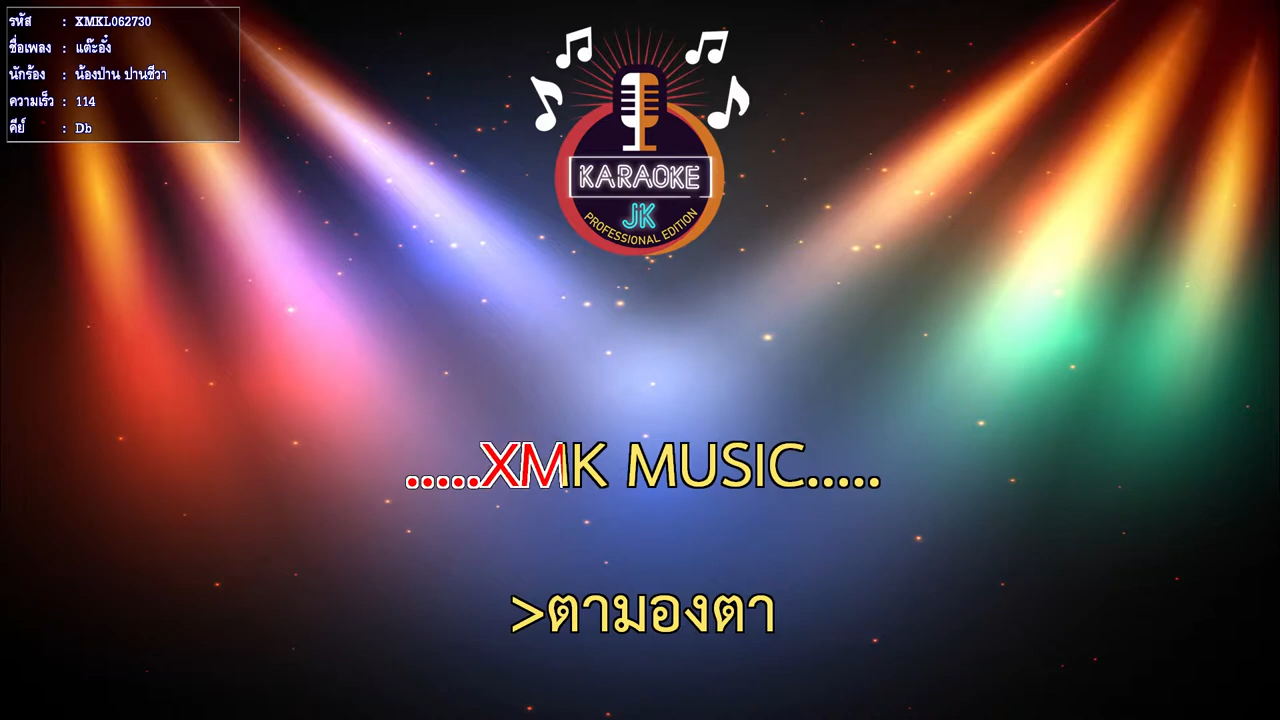 รหัส : XMKL062730
ชื่อเพลง : แต๊ะอั๋ง
นักร้อง : น้องป่าน ปานชีวา
ความเร็ว : 114
คีย์ : Db
KARAOKE
JK
PROFESSIONAL EDITION
.....XMK MUSIC.....
>ตามองตา